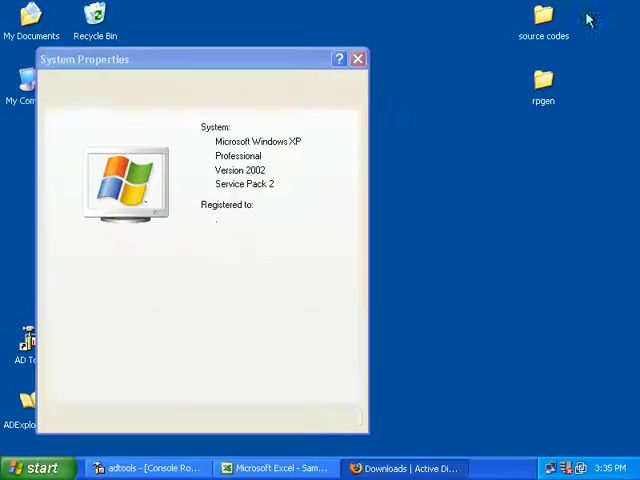 My Documents
Recycle Bin
source codes
System Properties
My Com
rpgen
System:
Microsoft Windows XP
Professional
Version 2002
Service Pack 2
Registered to:
.
AD To
ADExplo
start
adtools - [Console Ro...
Microsoft Excel - Sam...
Downloads | Active Di...
3:35 PM